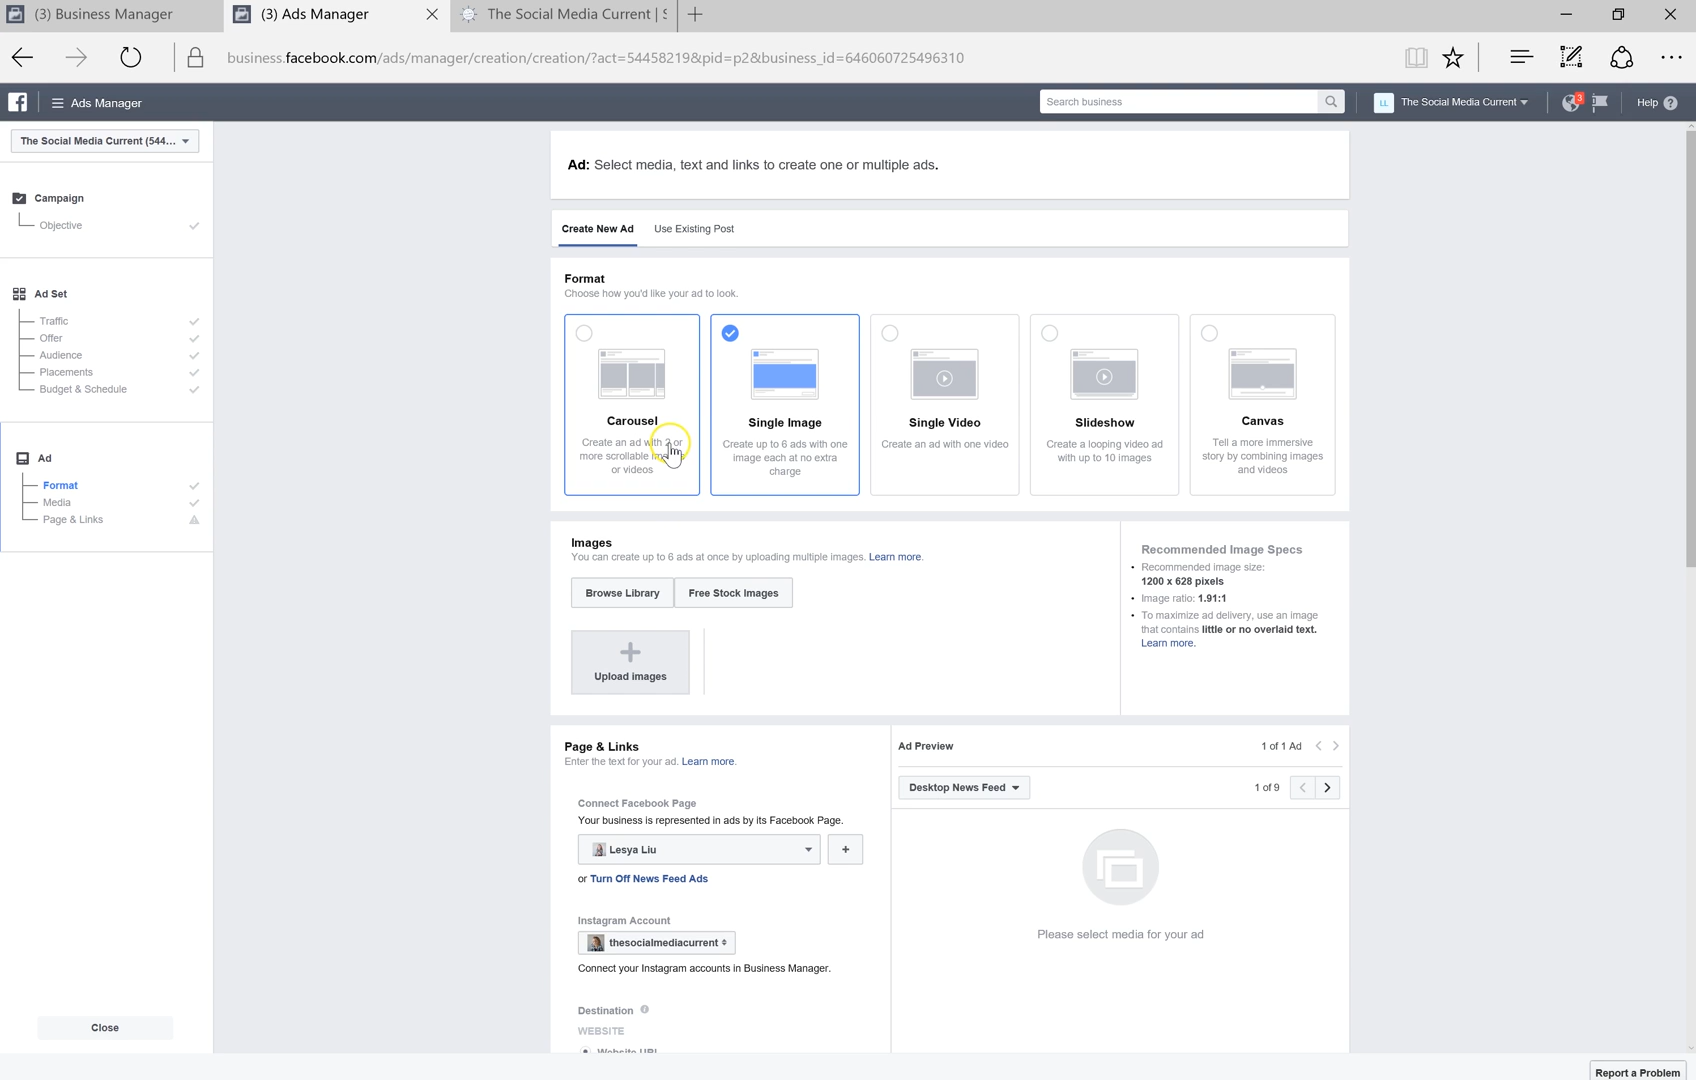 (3) Business Manager
(3) Ads Manager
The Social Media Current | S
business.facebook.com/ads/manager/creation/creation/?act=54458219&pid=p2&business_id=646060725496310
Ads Manager
Search business
LL
The Social Media Current
3
Help
The Social Media Current (544...
Campaign
Objective
Ad Set
Traffic
Offer
Audience
Placements
Budget & Schedule
Ad
Format
Media
Page & Links
Close
Ad: Select media, text and links to create one or multiple ads.
Create New Ad
Use Existing Post
Format
Choose how you'd like your ad to look.
Carousel
Create an ad with 2 or
more scrollable
or videos
Single Image
Create up to 6 ads with one
image each at no extra
charge
Single Video
Create an ad with one video
Slideshow
Create a looping video ad
with up to 10 images
Canvas
Tell a more immersive
story by combining images
and videos
Images
You can create up to 6 ads at once by uploading multiple images. Learn more.
Browse Library
Free Stock Images
Upload images
Recommended Image Specs
• Recommended image size:
1200 x 628 pixels
• Image ratio: 1.91:1
• To maximize ad delivery, use an image
that contains little or no overlaid text.
Learn more.
Page & Links
Enter the text for your ad. Learn more.
Connect Facebook Page
Your business is represented in ads by its Facebook Page.
Lesya Liu
+
or Turn Off News Feed Ads
Instagram Account
thesocialmediacurrent
Connect your Instagram accounts in Business Manager.
Destination
WEBSITE
Website URL
Ad Preview
1 of 1 Ad
Desktop News Feed
1 of 9
Please select media for your ad
Report a Problem